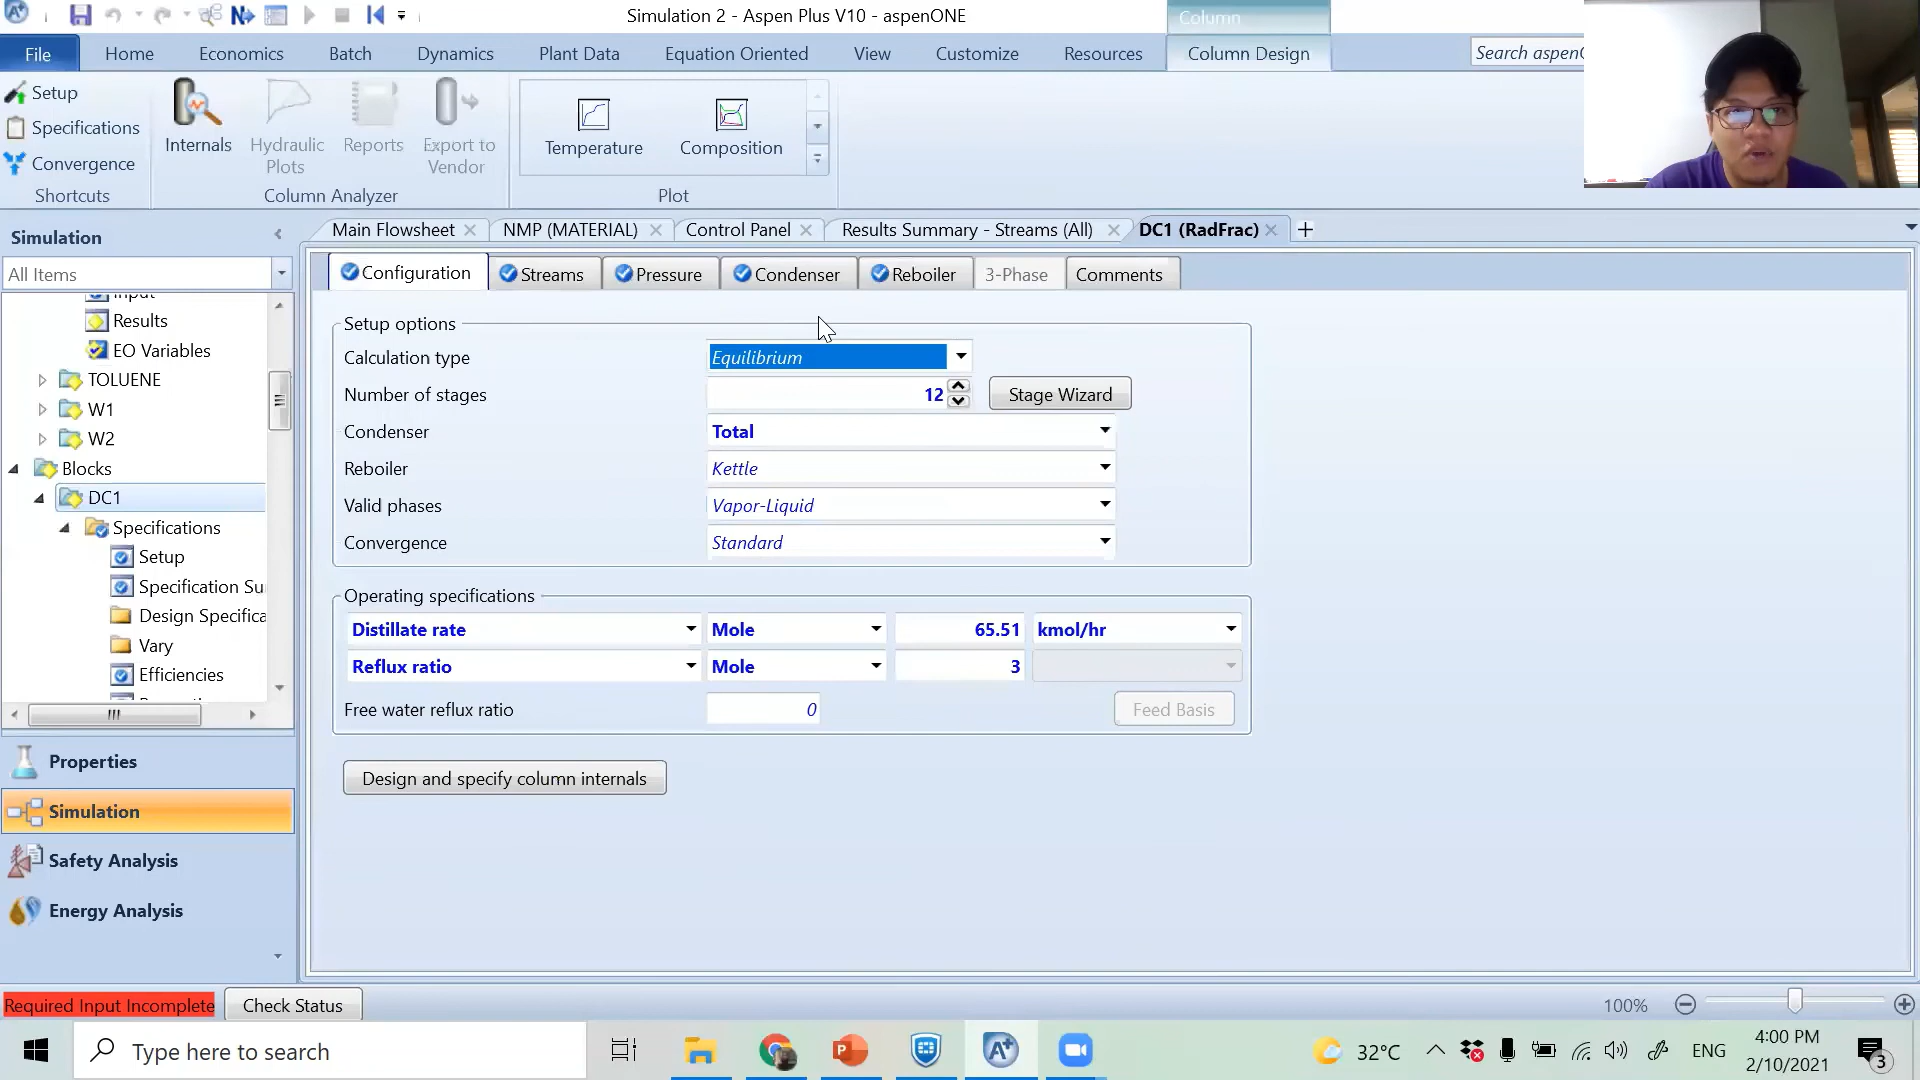 Simulation 2 - Aspen Plus V10 - aspenONE
Column
File
Home
Economics
Batch
Dynamics
Plant Data
Equation Oriented
View
Customize
Resources
Column Design
Setup
Specifications
Convergence
Shortcuts
Internals
Hydraulic
Plots
Reports
Export to
Vendor
Column Analyzer
Temperature
Composition
Plot
Simulation
All Items
Main Flowsheet
NMP (MATERIAL)
Control Panel
Results Summary - Streams (All)
DC1 (RadFrac)
Results
EO Variables
TOLUENE
W1
W2
Blocks
DC1
Specifications
Setup
Design Specifica
Vary
Efficiencies
Properties
Simulation
Safety Analysis
Energy Analysis
Configuration
Streams
Pressure
Condenser
Reboiler
3-Phase
Comments
Setup options
Calculation type
Equilibrium
Number of stages
12
Stage Wizard
Condenser
Total
Reboiler
Kettle
Valid phases
Vapor-Liquid
Convergence
Standard
Operating specifications
Distillate rate
Mole
65.51
kmol/hr
Reflux ratio
Mole
3
Free water reflux ratio
0
Feed Basis
Design and specify column internals
Required Input Incomplete
Check Status
100%
Type here to search
32°C
ENG
4:00 PM
2/10/2021
3